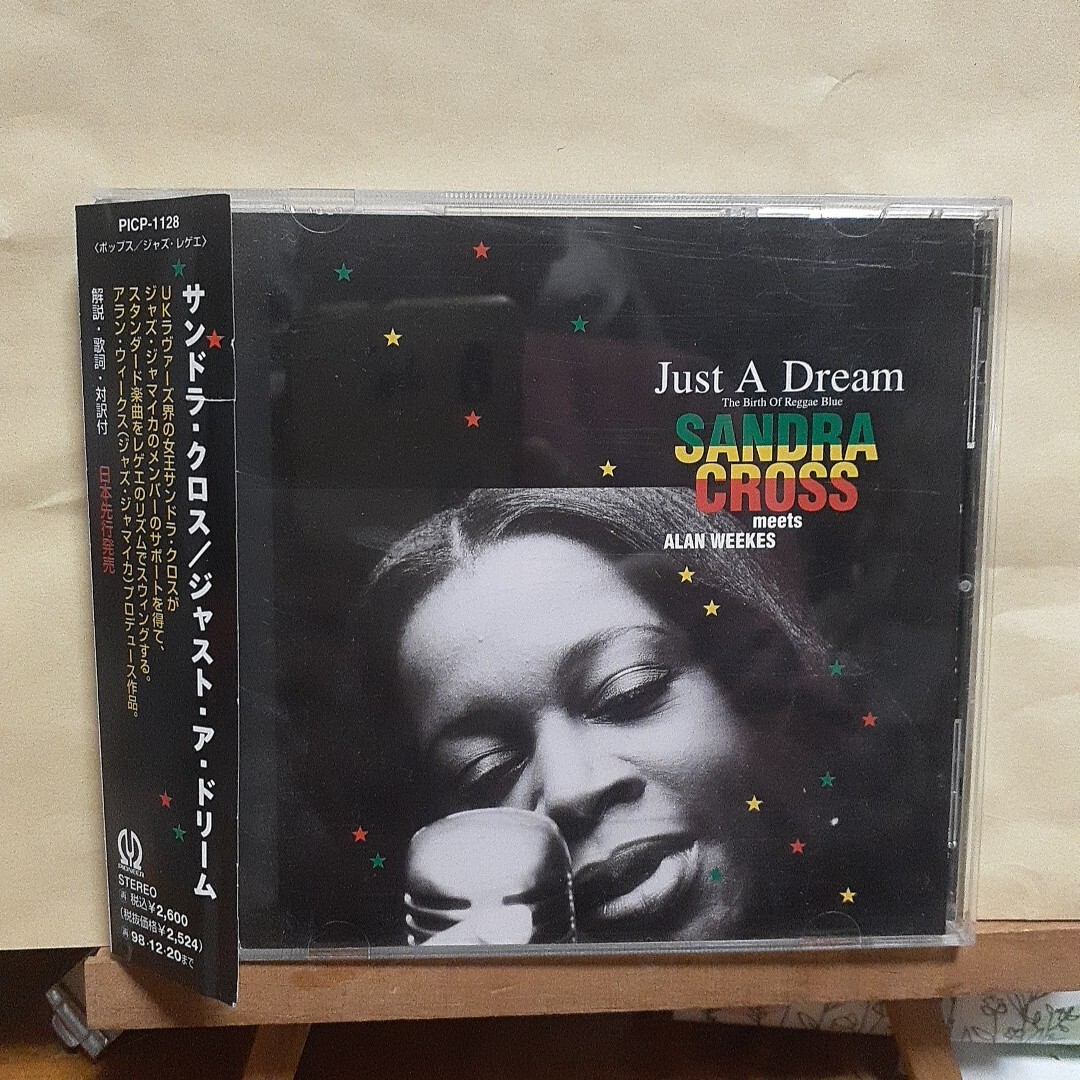 PICP-1128
〈ポップス／ジャズ・レゲエ〉
サンドラ・クロス／ジャスト・ア・ドリーム
UKラヴァーズ界の女王サンドラ・クロスが
ジャズ・ジャマイカのメンバーのサポートを得て、
スタンダード楽曲をレゲエのリズムでスウィングする。
アラン・ウィークス（ジャズ・ジャマイカ）プロデュース作品。
解説・歌詞・対訳付
日本先行発売
PIONEER
STEREO
再 税込¥2,600
(税抜価格¥2,524)
再 98・12・20まで
Just A Dream
The Birth Of Reggae Blue
SANDRA
CROSS
meets
ALAN WEEKES